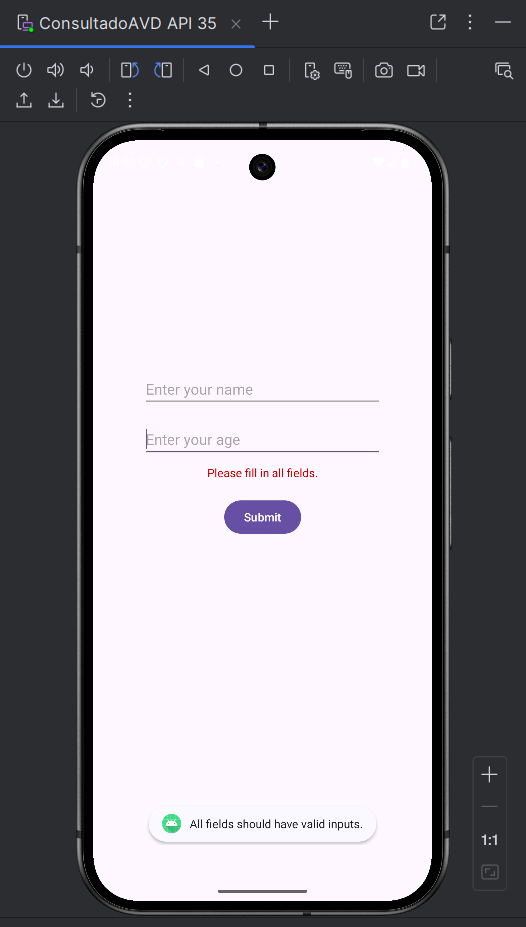 ConsultadoAVD API 35
Enter your name
Enter your age
Please fill in all fields.
Submit
All fields should have valid inputs.
1:1